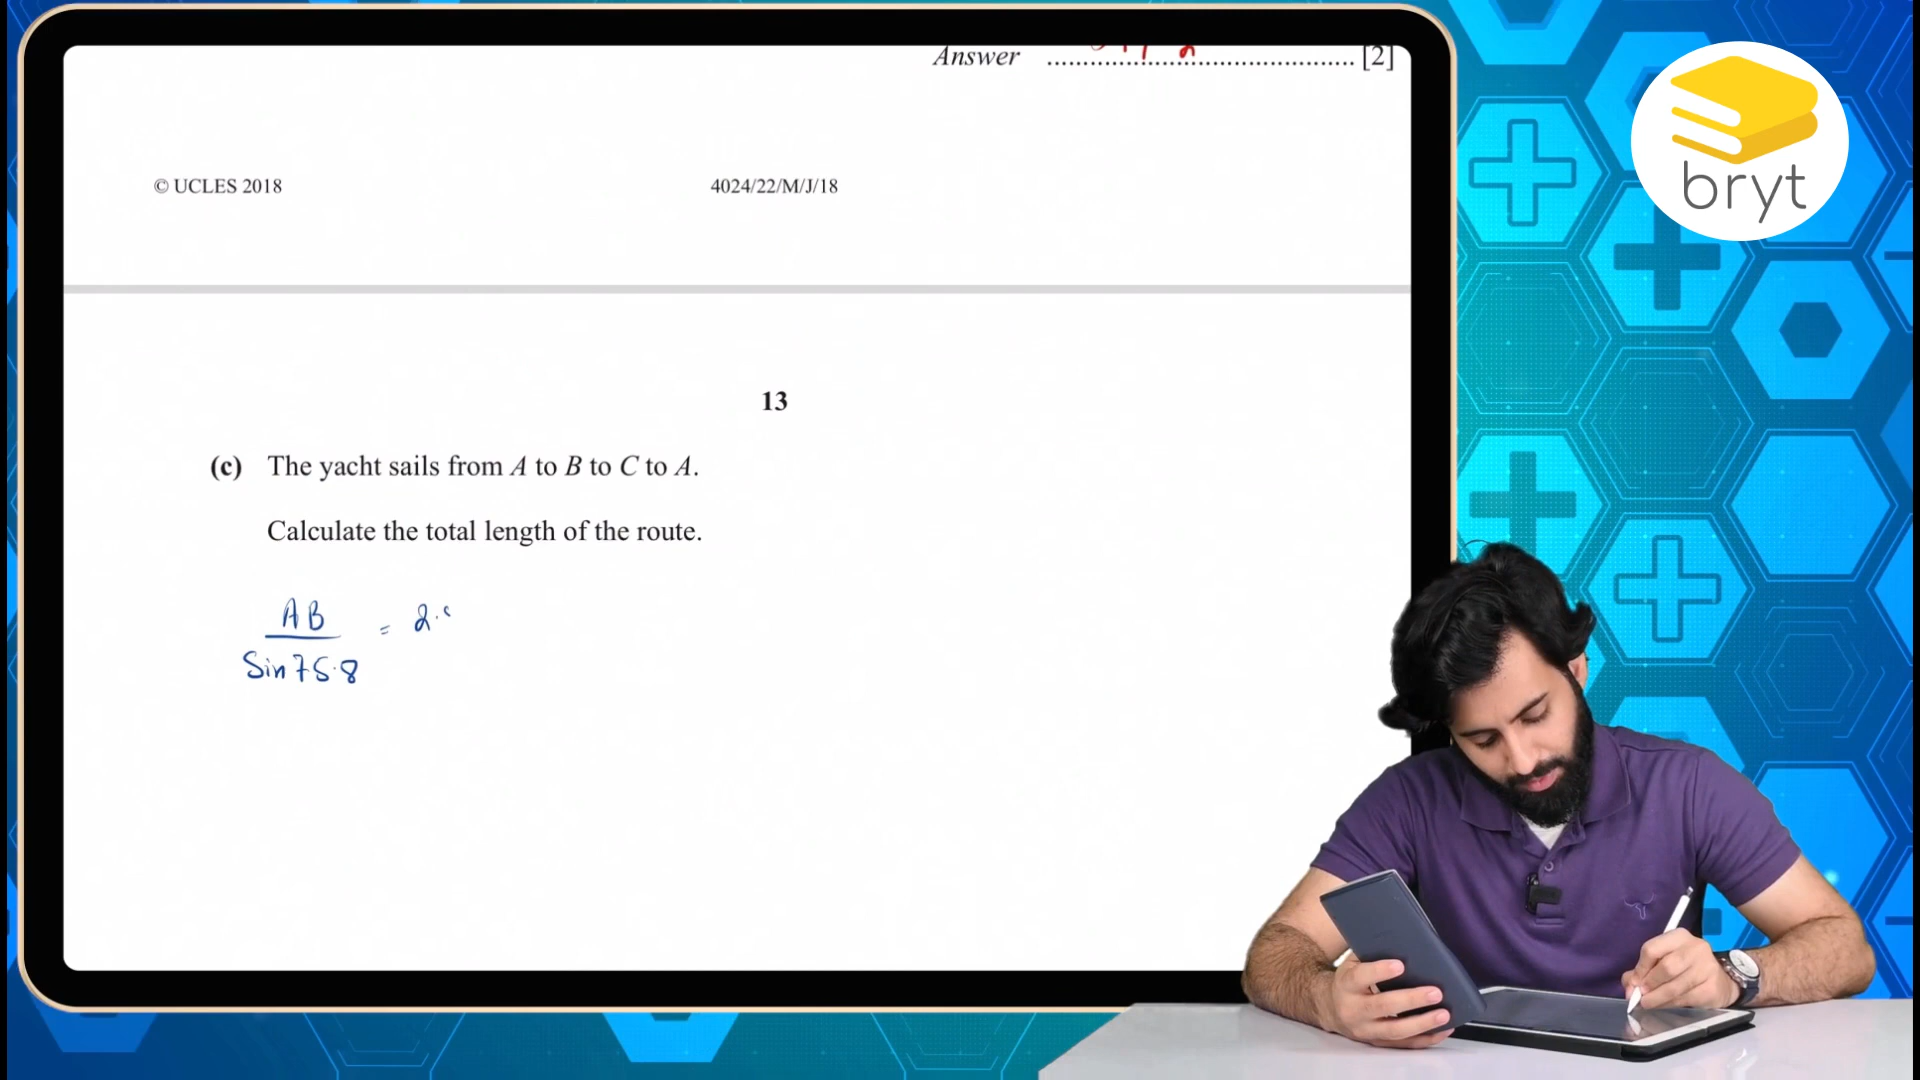 Answer ........................................... [2]
bryt
© UCLES 2018 4024/22/M/J/18
13
(c) The yacht sails from A to B to C to A.
Calculate the total length of the route.
AB = 2.
Sin 75.8